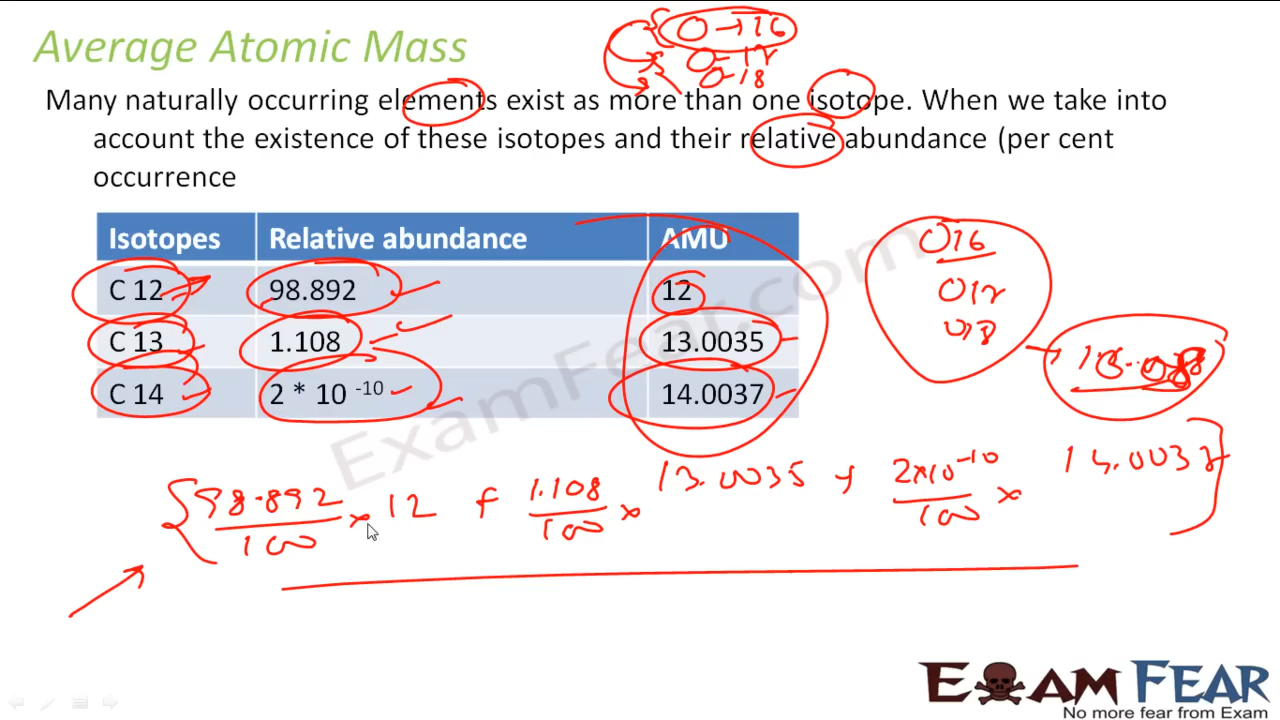 Average Atomic Mass
O → 16
O - 17
O - 18
Many naturally occurring elements exist as more than one isotope. When we take into
account the existence of these isotopes and their relative abundance (per cent
occurrence
Isotopes Relative abundance AMU
C 12 98.892 12
C 13 1.108 13.0035
C 14 2 * 10 -10 14.0037
O16
O17
O18
ExamFear.com
98.892/100 × 12 + 1.108/100 × 13.0035 + 2×10^-10/100 × 14.0037
EXAM FEAR
No more fear from Exam